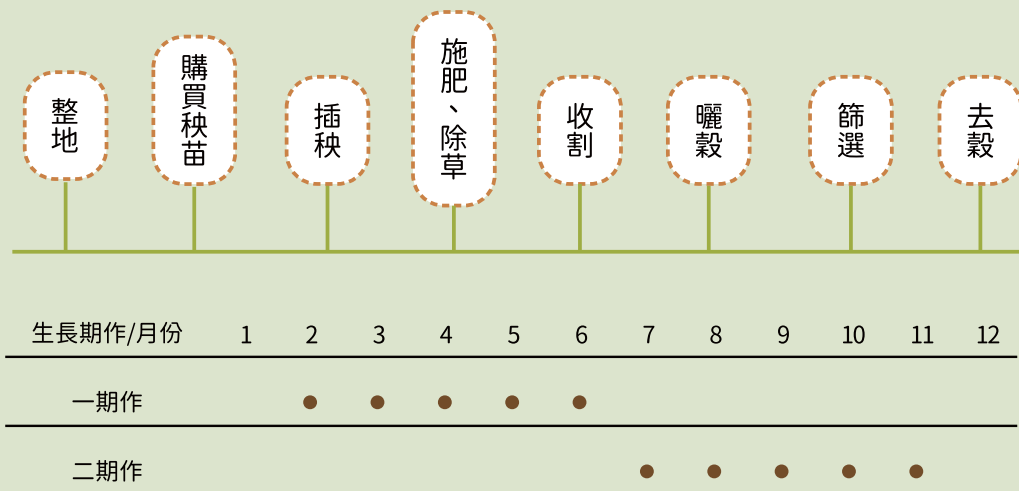 整地
購買秧苗
插秧
施肥、除草
收割
曬穀
篩選
去穀
生長期作/月份 1 2 3 4 5 6 7 8 9 10 11 12
一期作
二期作